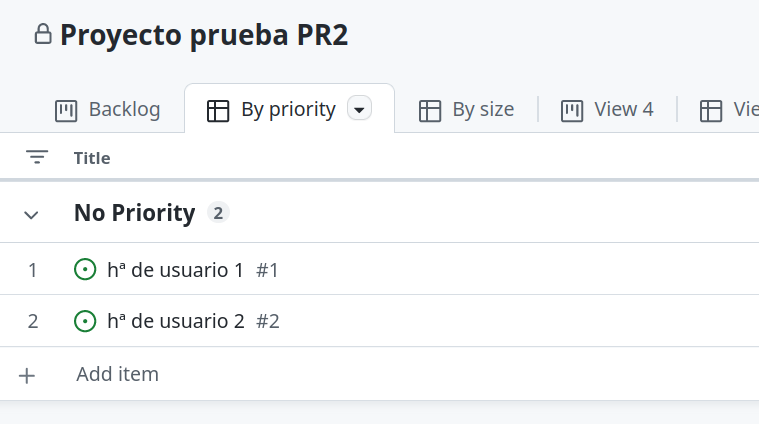 Proyecto prueba PR2
Backlog By priority By size View 4 Vie
Title
No Priority 2
1 hª de usuario 1 #1
2 hª de usuario 2 #2
Add item